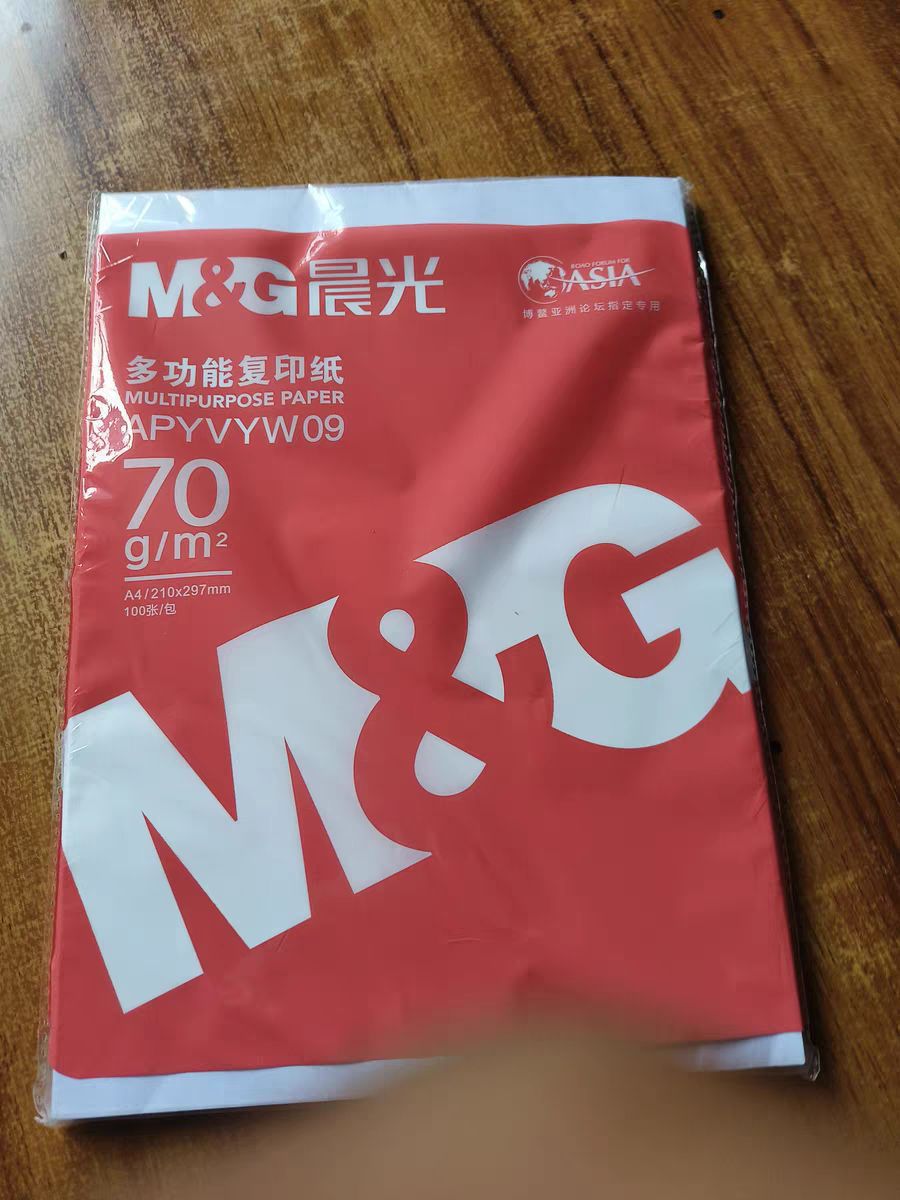 M&G晨光
BOAO FORUM FOR
ASIA
博鳌亚洲论坛指定专用
多功能复印纸
MULTIPURPOSE PAPER
APYVYW09
70
g/m²
A4/210x297mm
100张/包
M&G